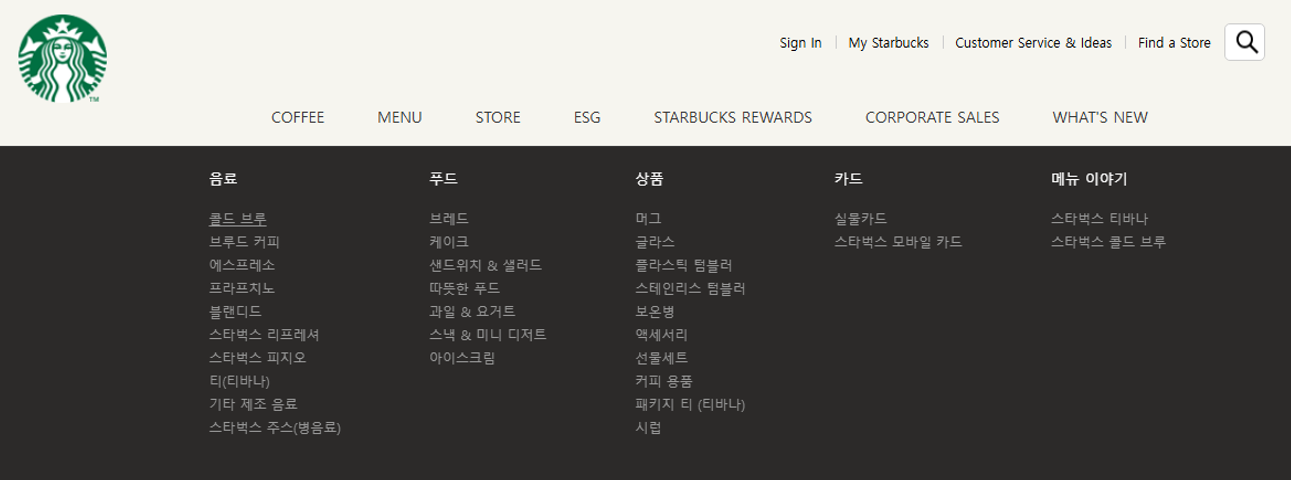 Sign In
My Starbucks
Customer Service & Ideas
Find a Store
TM
COFFEE
MENU
STORE
ESG
STARBUCKS REWARDS
CORPORATE SALES
WHAT'S NEW
음료
콜드 브루
브루드 커피
에스프레소
프라프치노
블랜디드
스타벅스 리프레셔
스타벅스 피지오
티(티바나)
기타 제조 음료
스타벅스 주스(병음료)
푸드
브레드
케이크
샌드위치 & 샐러드
따뜻한 푸드
과일 & 요거트
스낵 & 미니 디저트
아이스크림
상품
머그
글라스
플라스틱 텀블러
스테인리스 텀블러
보온병
액세서리
선물세트
커피 용품
패키지 티 (티바나)
시럽
카드
실물카드
스타벅스 모바일 카드
메뉴 이야기
스타벅스 티바나
스타벅스 콜드 브루